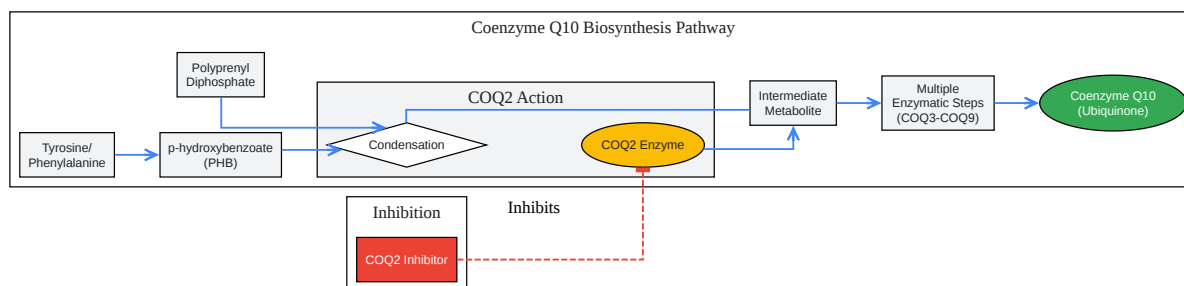 Coenzyme Q10 Biosynthesis Pathway
Polyprenyl
Diphosphate
COQ2 Action
Intermediate
Metabolite
Multiple
Enzymatic Steps
(COQ3-COQ9)
Coenzyme Q10
(Ubiquinone)
Tyrosine/
Phenylalanine
p-hydroxybenzoate
(PHB)
Condensation
COQ2 Enzyme
Inhibition
Inhibits
COQ2 Inhibitor